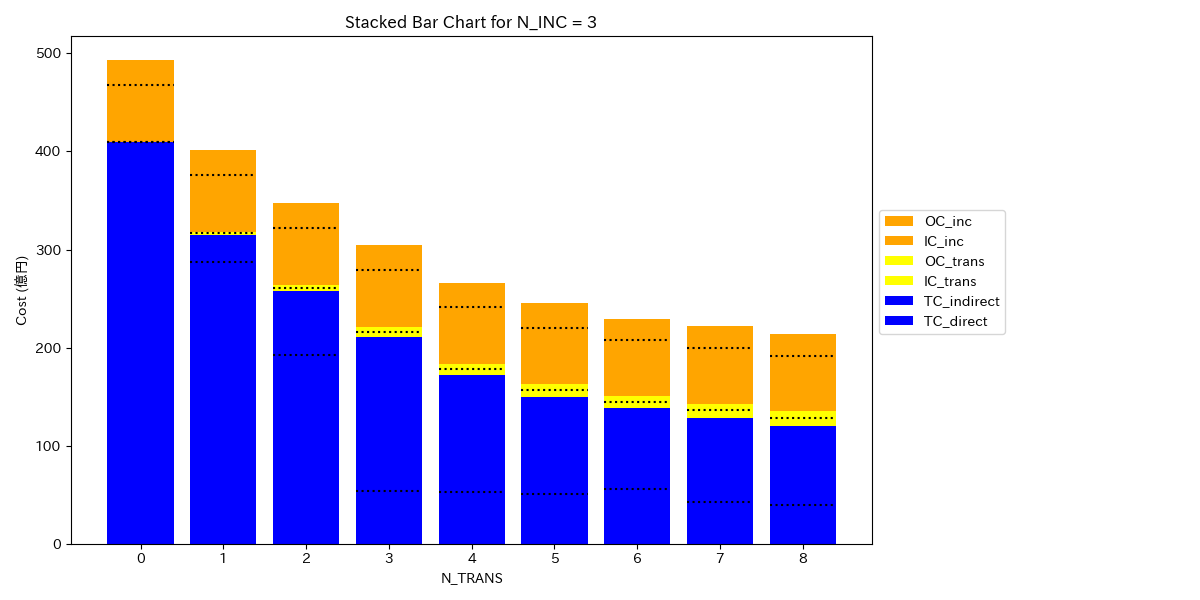 Stacked Bar Chart for N_INC = 3
Cost (億円)
500
400
300
200
100
0
0 1 2 3 4 5 6 7 8
N_TRANS
OC_inc
IC_inc
OC_trans
IC_trans
TC_indirect
TC_direct